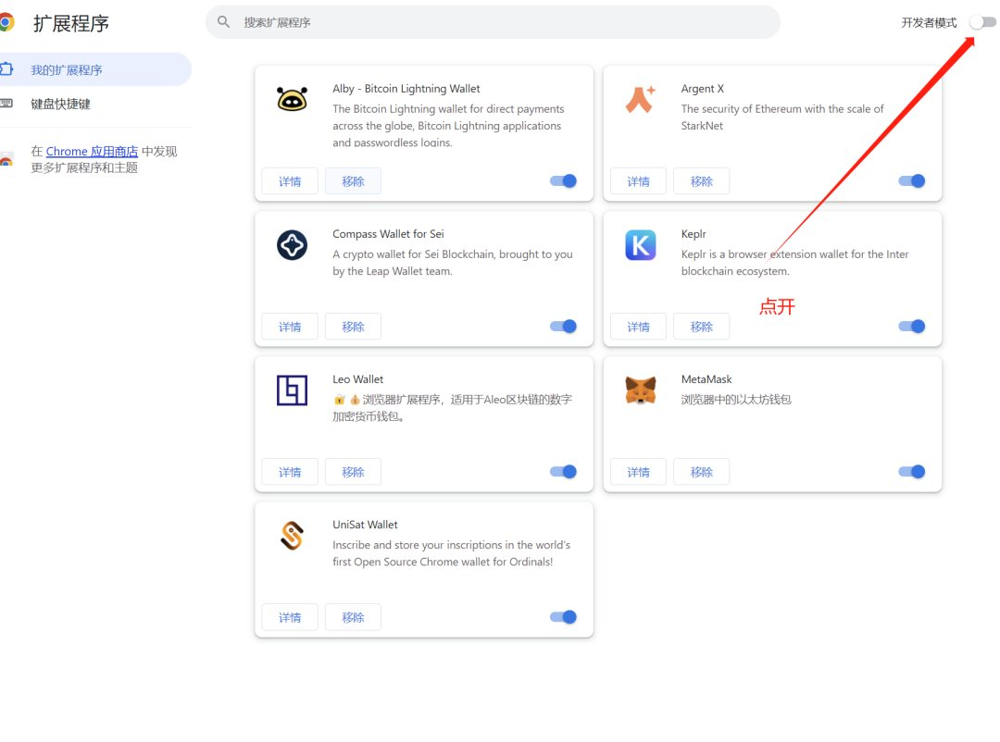 扩展程序
搜索扩展程序
开发者模式
我的扩展程序
键盘快捷键
在 Chrome 应用商店 中发现
更多扩展程序和主题
Alby - Bitcoin Lightning Wallet
The Bitcoin Lightning wallet for direct payments
across the globe, Bitcoin Lightning applications
and passwordless logins.
详情
移除
Argent X
The security of Ethereum with the scale of
StarkNet
详情
移除
Compass Wallet for Sei
A crypto wallet for Sei Blockchain, brought to you
by the Leap Wallet team.
详情
移除
Keplr
Keplr is a browser extension wallet for the Inter
blockchain ecosystem.
点开
详情
移除
Leo Wallet
🔐 💰 浏览器扩展程序，适用于Aleo区块链的数字
加密货币钱包。
详情
移除
MetaMask
浏览器中的以太坊钱包
详情
移除
UniSat Wallet
Inscribe and store your inscriptions in the world's
first Open Source Chrome wallet for Ordinals!
详情
移除